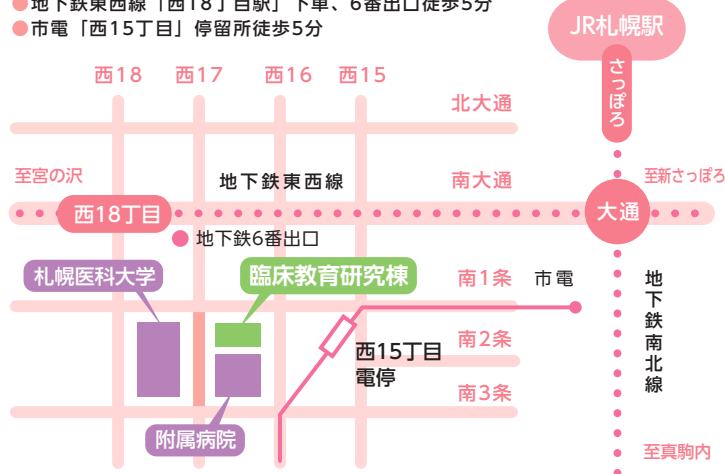 ●地下鉄東西線「西18丁目駅」下車、6番出口徒歩5分
●市電「西15丁目」停留所徒歩5分
JR札幌駅
さっぽろ
西18
西17
西16
西15
北大通
至宮の沢
地下鉄東西線
南大通
至新さっぽろ
西18丁目
大通
地下鉄6番出口
札幌医科大学
臨床教育研究棟
南1条
市電
地下鉄南北線
西15丁目
電停
南2条
南3条
附属病院
至真駒内